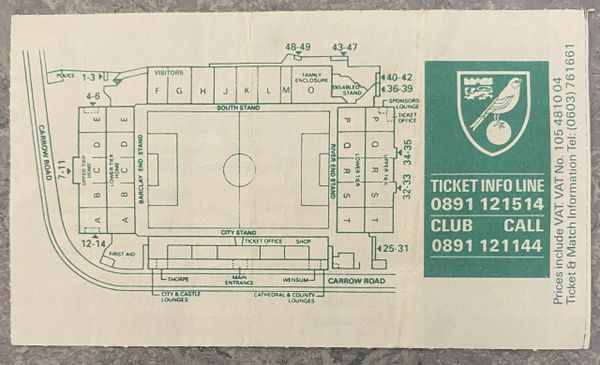 48-49
43-47
POLICE
1-3
VISITORS
F G H J K L M O
FAMILY
ENCLOSURE
DISABLED
STAND
40-42
36-39
4-6
SOUTH STAND
SPONSORS
LOUNGE
TICKET
OFFICE
CARROW ROAD
7-11
UPPER TIER
HOME
A B C D E
LOWER TIER
HOME
A B C D E
BARCLAY END STAND
RIVER END STAND
P Q R S T
LOWER TIER
P Q R S T
UPPER TIER
34-35
32-33
12-14
CITY STAND
TICKET OFFICE
SHOP
25-31
FIRST AID
THORPE
MAIN
ENTRANCE
WENSUM
CARROW ROAD
CITY & CASTLE
LOUNGES
CATHEDRAL & COUNTY
LOUNGES
TICKET INFO LINE
0891 121514
CLUB CALL
0891 121144
Prices include VAT. VAT No. 105 4810 04
Ticket & Match Information Tel: (0603) 761661